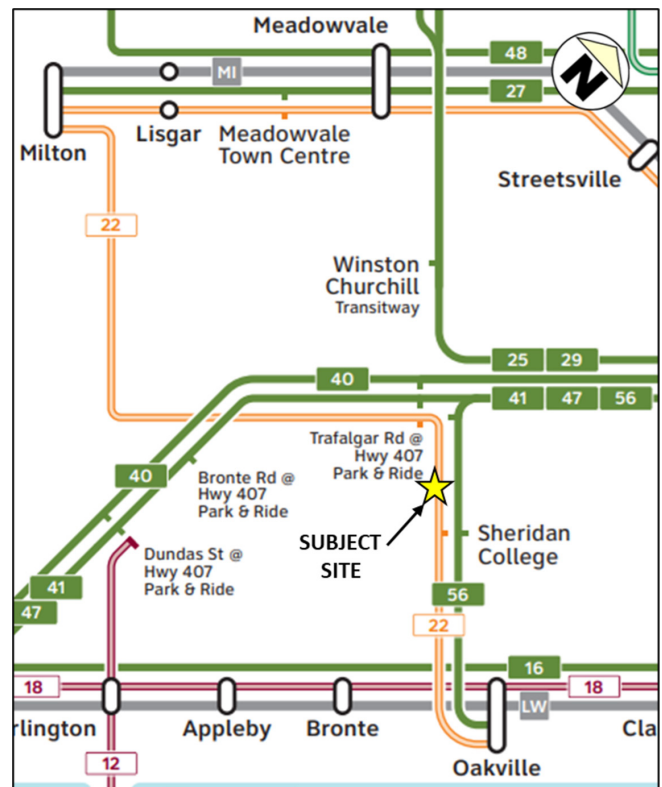 Meadowvale
48
MI
27
N
Milton
Lisgar
Meadowvale
Town Centre
Streetsville
22
Winston
Churchill
Transitway
25
29
40
41
47
56
Trafalgar Rd @
Hwy 407
Park & Ride
40
Bronte Rd @
Hwy 407
Park & Ride
SUBJECT
SITE
Sheridan
College
Dundas St @
Hwy 407
Park & Ride
41
47
56
22
16
18
18
LW
rlington
Appleby
Bronte
Cla
12
Oakville